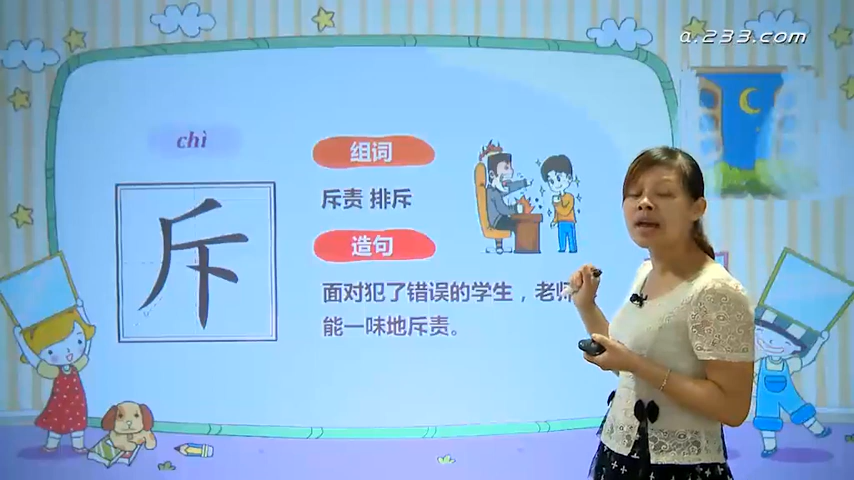 a.233.com
chì
斥
组词
斥责 排斥
造句
面对犯了错误的学生，老师
能一味地斥责。